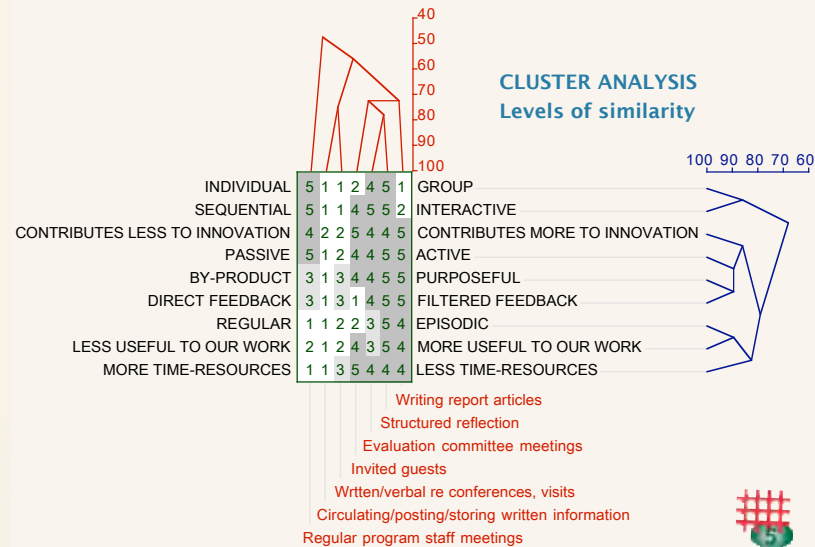 40
50
60
70
80
90
100
CLUSTER ANALYSIS
Levels of similarity
100 90 80 70 60
INDIVIDUAL 5 1 1 2 4 5 1 GROUP
SEQUENTIAL 5 1 1 4 5 5 2 INTERACTIVE
CONTRIBUTES LESS TO INNOVATION 4 2 2 5 4 4 5 CONTRIBUTES MORE TO INNOVATION
PASSIVE 5 1 2 4 4 5 5 ACTIVE
BY-PRODUCT 3 1 3 4 4 5 5 PURPOSEFUL
DIRECT FEEDBACK 3 1 3 1 4 5 5 FILTERED FEEDBACK
REGULAR 1 1 2 2 3 5 4 EPISODIC
LESS USEFUL TO OUR WORK 2 1 2 4 3 5 4 MORE USEFUL TO OUR WORK
MORE TIME-RESOURCES 1 1 3 5 4 4 4 LESS TIME-RESOURCES
Writing report articles
Structured reflection
Evaluation committee meetings
Invited guests
Wrtten/verbal re conferences, visits
Circulating/posting/storing written information
Regular program staff meetings
5